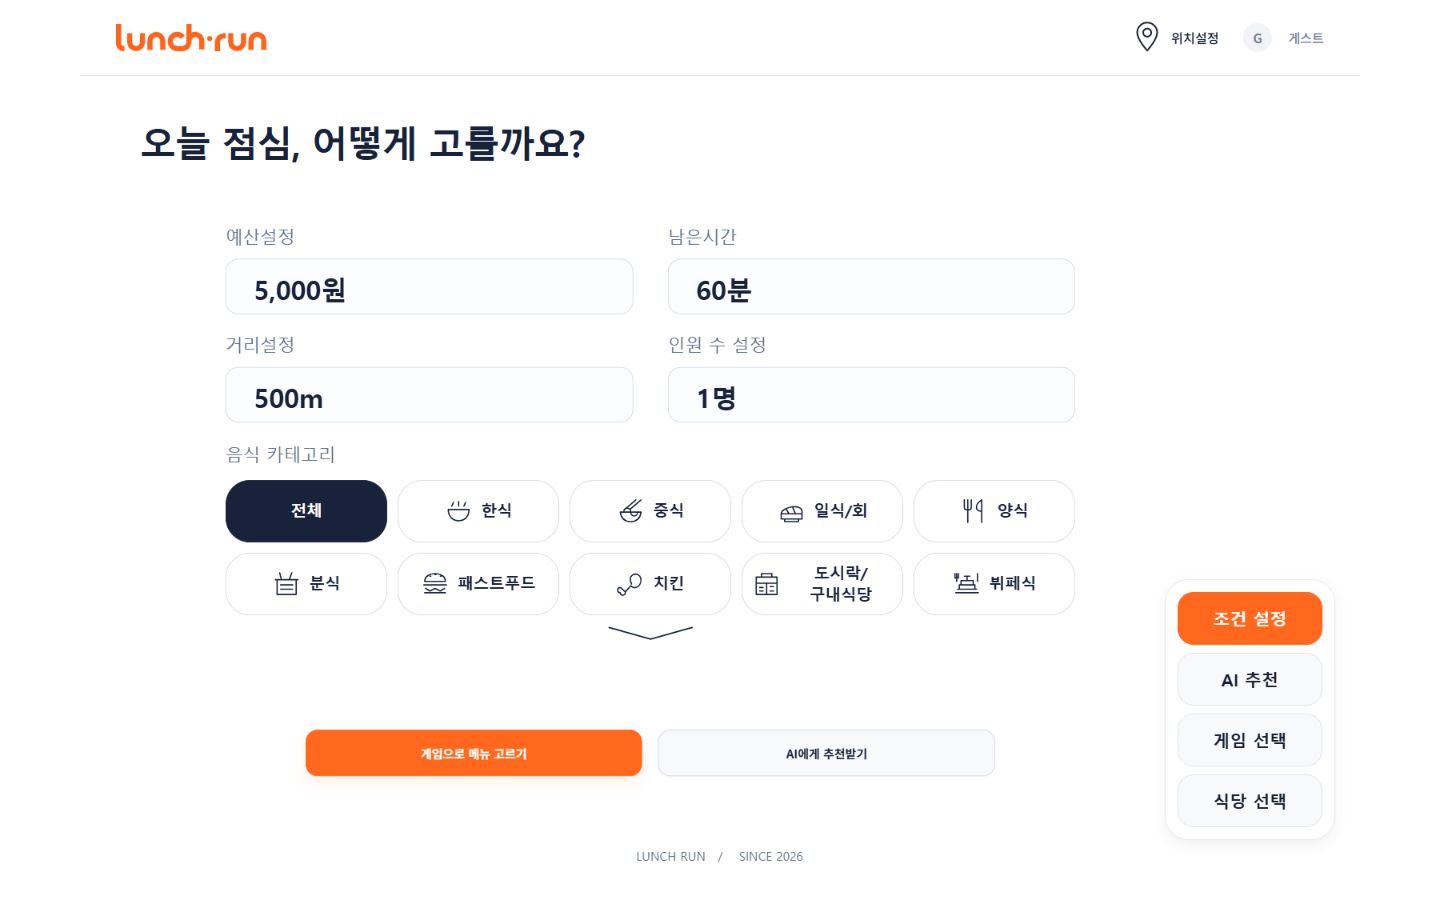 lunch·run
위치설정
G
게스트
오늘 점심, 어떻게 고를까요?
예산설정
남은시간
5,000원
60분
거리설정
인원 수 설정
500m
1명
음식 카테고리
전체
한식
중식
일식/회
양식
분식
패스트푸드
치킨
도시락/
구내식당
뷔페식
조건 설정
AI 추천
게임 선택
식당 선택
게임으로 메뉴 고르기
AI에게 추천받기
LUNCH RUN / SINCE 2026